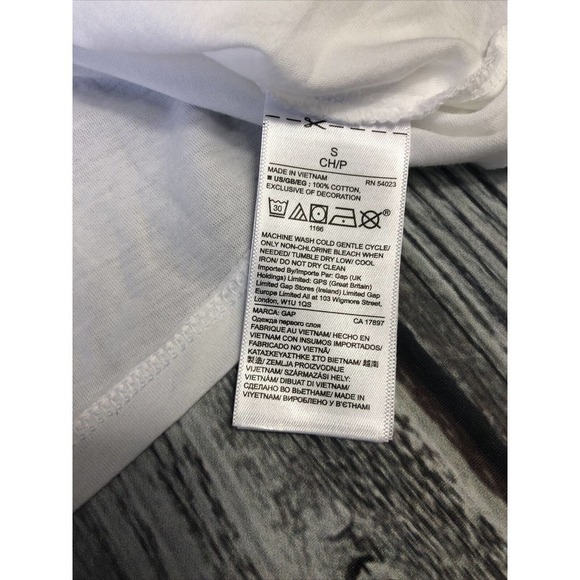 S
CH/P
MADE IN VIETNAM RN 54023
■ US/GB/EG : 100% COTTON,
EXCLUSIVE OF DECORATION
30
®
1166
MACHINE WASH COLD GENTLE CYCLE/
ONLY NON-CHLORINE BLEACH WHEN
NEEDED/ TUMBLE DRY LOW/ COOL
IRON/ DO NOT DRY CLEAN
Imported By/Importe Par: Gap (UK
Holdings) Limited: GPS (Great Britain)
Limited Gap Stores (Ireland) Limited Gap
Europe Limited All at 103 Wigmore Street,
London, W1U 1QS
MARCA: GAP CA 17897
Одежда первого слоя
FABRIQUE AU VIETNAM/ HECHO EN
VIETNAM CON INSUMOS IMPORTADOS/
FABRICADO NO VIETNÃ/
ΚΑΤΑΣΚΕΥΑΣΤΗΚΕ ΣΤΟ ΒΙΕΤΝΑΜ/ 越南
製造/ ZEMLJA PROIZVODNJE:
VIJETNAM/ SZÁRMAZÁSI HELY:
VIETNÁM/ DIBUAT DI VIETNAM/
СДЕЛАНО ВО ВЬЕТНАМЕ/ MADE IN
VIYETNAM/ ВИРОБЛЕНО У В'ЄТНАМІ